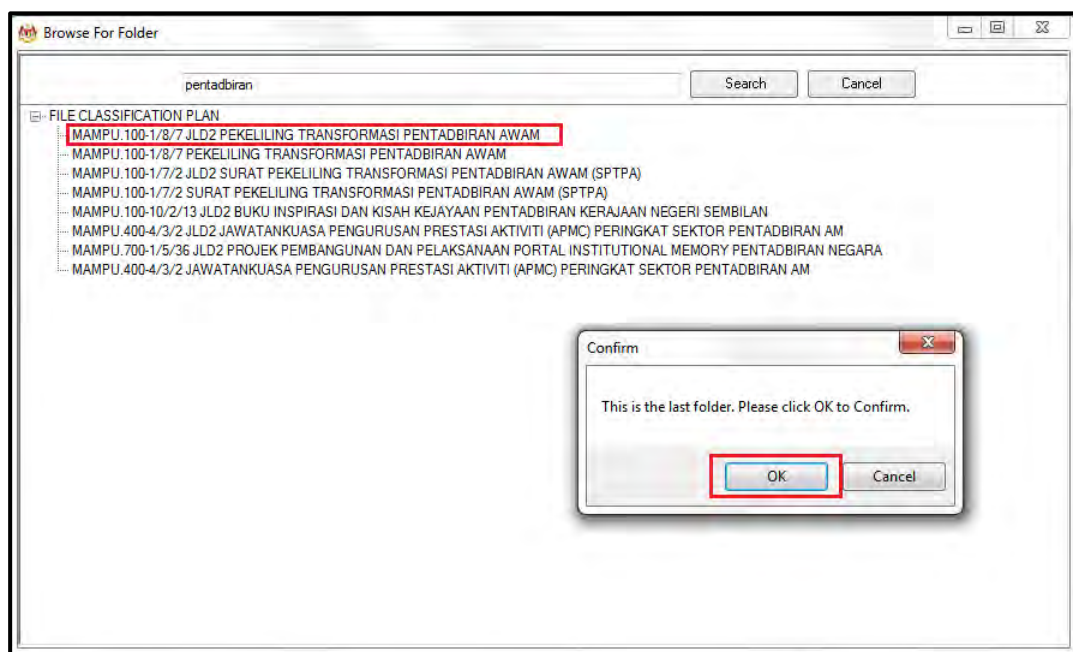 Browse For Folder
pentadbiran Search Cancel
FILE CLASSIFICATION PLAN
MAMPU.100-1/8/7 JLD2 PEKELILING TRANSFORMASI PENTADBIRAN AWAM
MAMPU.100-1/8/7 PEKELILING TRANSFORMASI PENTADBIRAN AWAM
MAMPU.100-1/7/2 JLD2 SURAT PEKELILING TRANSFORMASI PENTADBIRAN AWAM (SPTPA)
MAMPU.100-1/7/2 SURAT PEKELILING TRANSFORMASI PENTADBIRAN AWAM (SPTPA)
MAMPU.100-10/2/13 JLD2 BUKU INSPIRASI DAN KISAH KEJAYAAN PENTADBIRAN KERAJAAN NEGERI SEMBILAN
MAMPU.400-4/3/2 JLD2 JAWATANKUASA PENGURUSAN PRESTASI AKTIVITI (APMC) PERINGKAT SEKTOR PENTADBIRAN AM
MAMPU.700-1/5/36 JLD2 PROJEK PEMBANGUNAN DAN PELAKSANAAN PORTAL INSTITUTIONAL MEMORY PENTADBIRAN NEGARA
MAMPU.400-4/3/2 JAWATANKUASA PENGURUSAN PRESTASI AKTIVITI (APMC) PERINGKAT SEKTOR PENTADBIRAN AM
Confirm
This is the last folder. Please click OK to Confirm.
OK Cancel